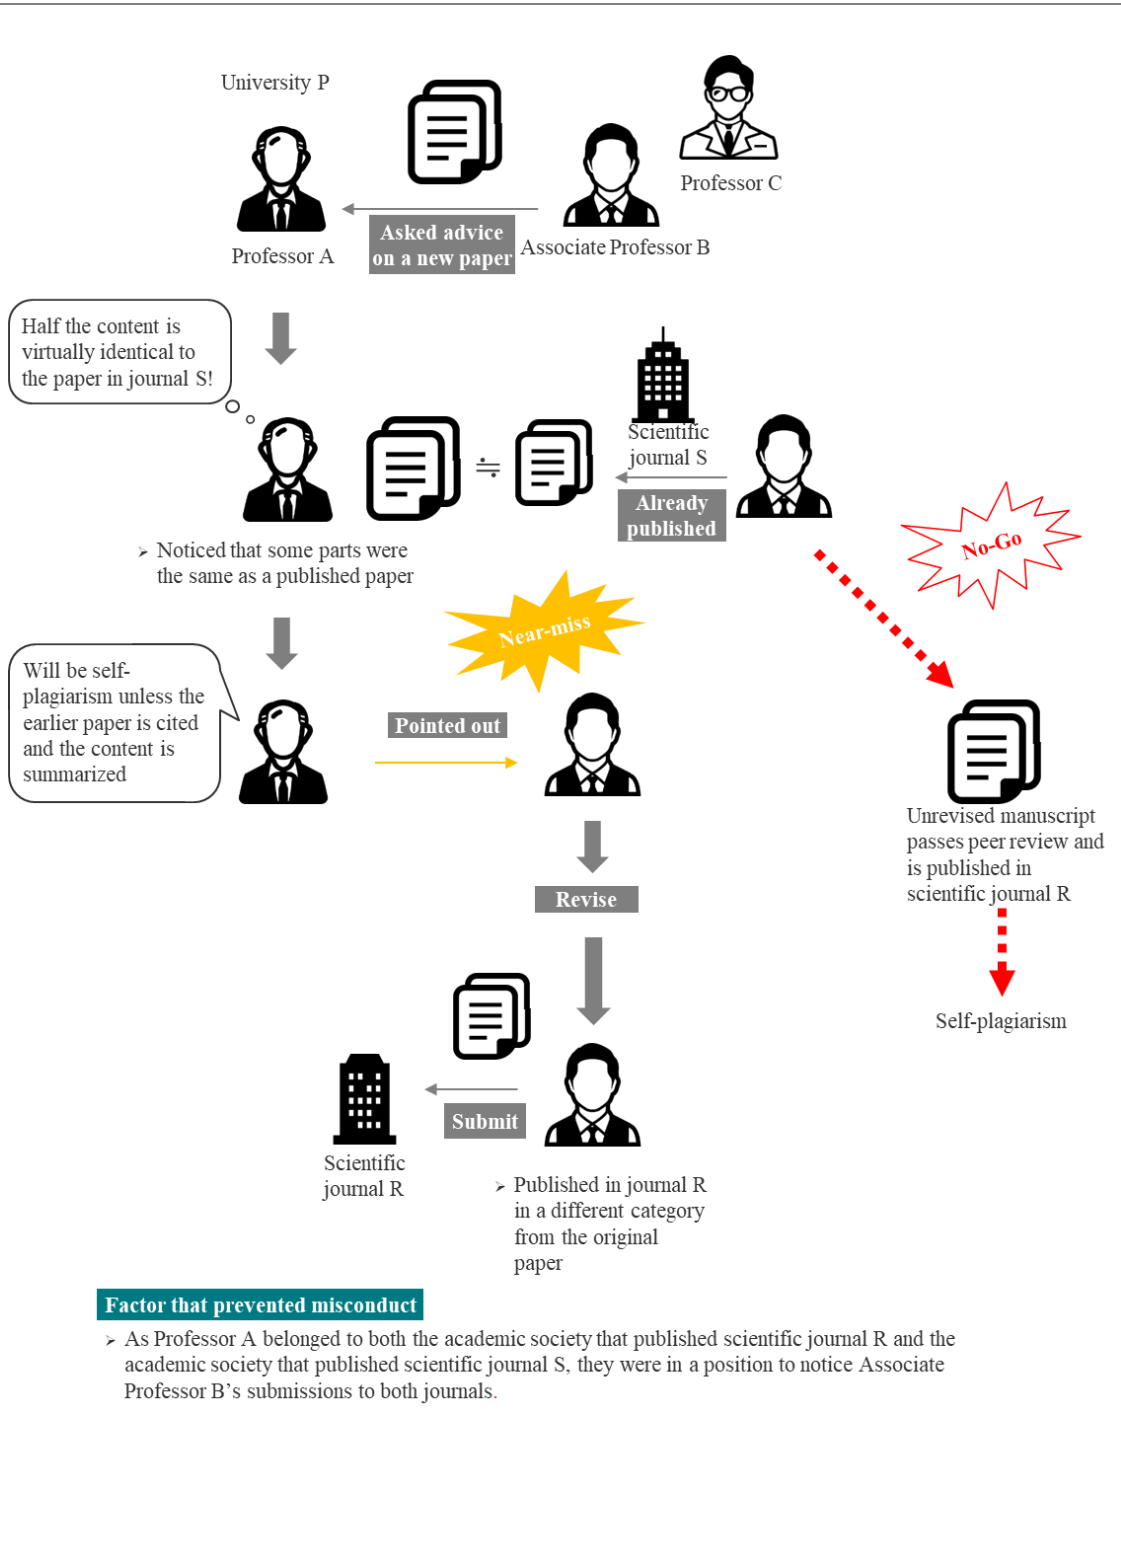 University P
Professor C
Asked advice
on a new paper
Associate Professor B
Professor A
Half the content is
virtually identical to
the paper in journal S!
Scientific
journal S
≒
Already
published
No-Go
➢ Noticed that some parts were
the same as a published paper
Near-miss
Will be self-
plagiarism unless the
earlier paper is cited
and the content is
summarized
Pointed out
Unrevised manuscript
passes peer review and
is published in
scientific journal R
Revise
Self-plagiarism
Submit
Scientific
journal R
➢ Published in journal R
in a different category
from the original
paper
Factor that prevented misconduct
➢ As Professor A belonged to both the academic society that published scientific journal R and the
academic society that published scientific journal S, they were in a position to notice Associate
Professor B’s submissions to both journals.